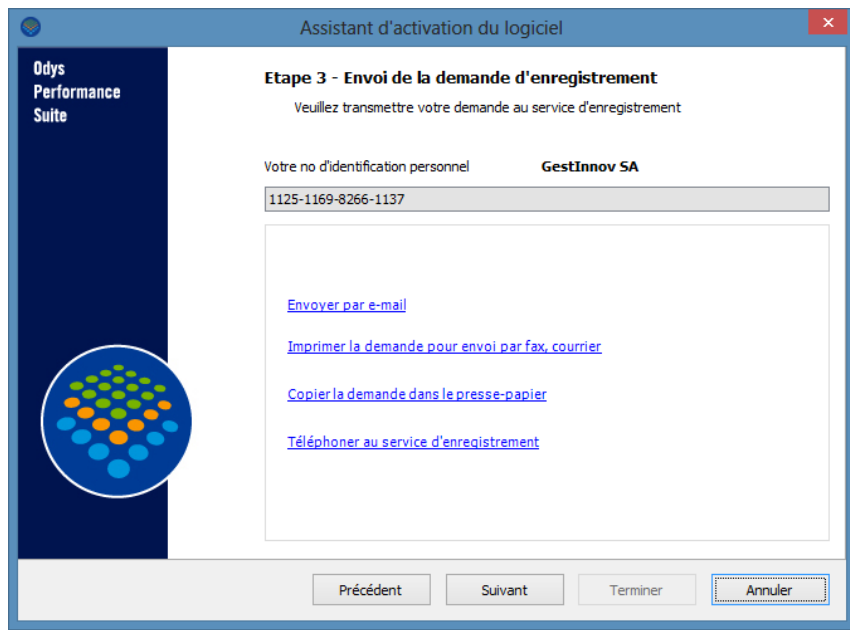 Assistant d'activation du logiciel
Odys
Performance
Suite
Etape 3 - Envoi de la demande d'enregistrement
Veuillez transmettre votre demande au service d'enregistrement
Votre no d'identification personnel GestInnov SA
1125-1169-8266-1137
Envoyer par e-mail
Imprimer la demande pour envoi par fax, courrier
Copier la demande dans le presse-papier
Téléphoner au service d'enregistrement
Précédent Suivant Terminer Annuler